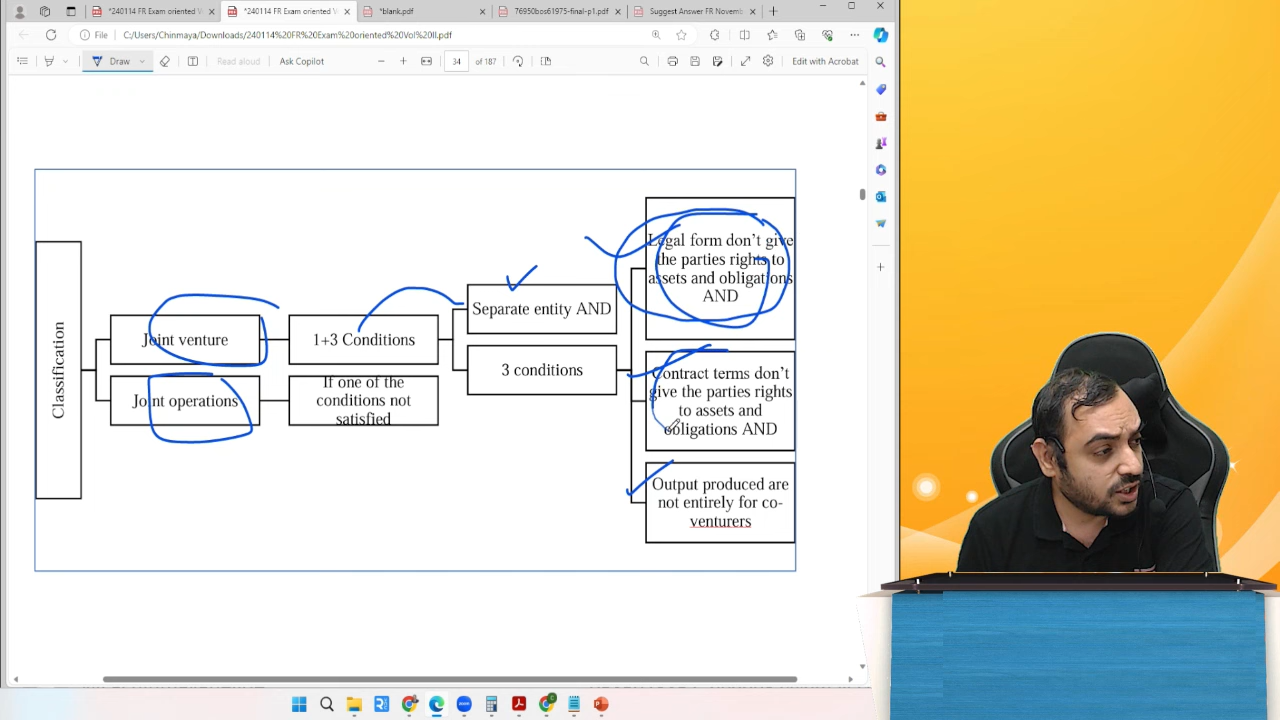 *240114 FR Exam oriented V
*240114 FR Exam oriented V
*blank.pdf
76950bos61975-final-p1.pdf
Suggest Answer FR Novemb
File
C:/Users/Chinmaya/Downloads/240114%20FR%20Exam%20oriented%20Vol%20II.pdf
Draw
Read aloud
Ask Copilot
34
of 187
Edit with Acrobat
Classification
Joint venture
1+3 Conditions
Separate entity AND
3 conditions
Legal form don't give
the parties rights to
assets and obligations
AND
Contract terms don't
give the parties rights
to assets and
obligations AND
Output produced are
not entirely for co-
venturers
Joint operations
If one of the
conditions not
satisfied